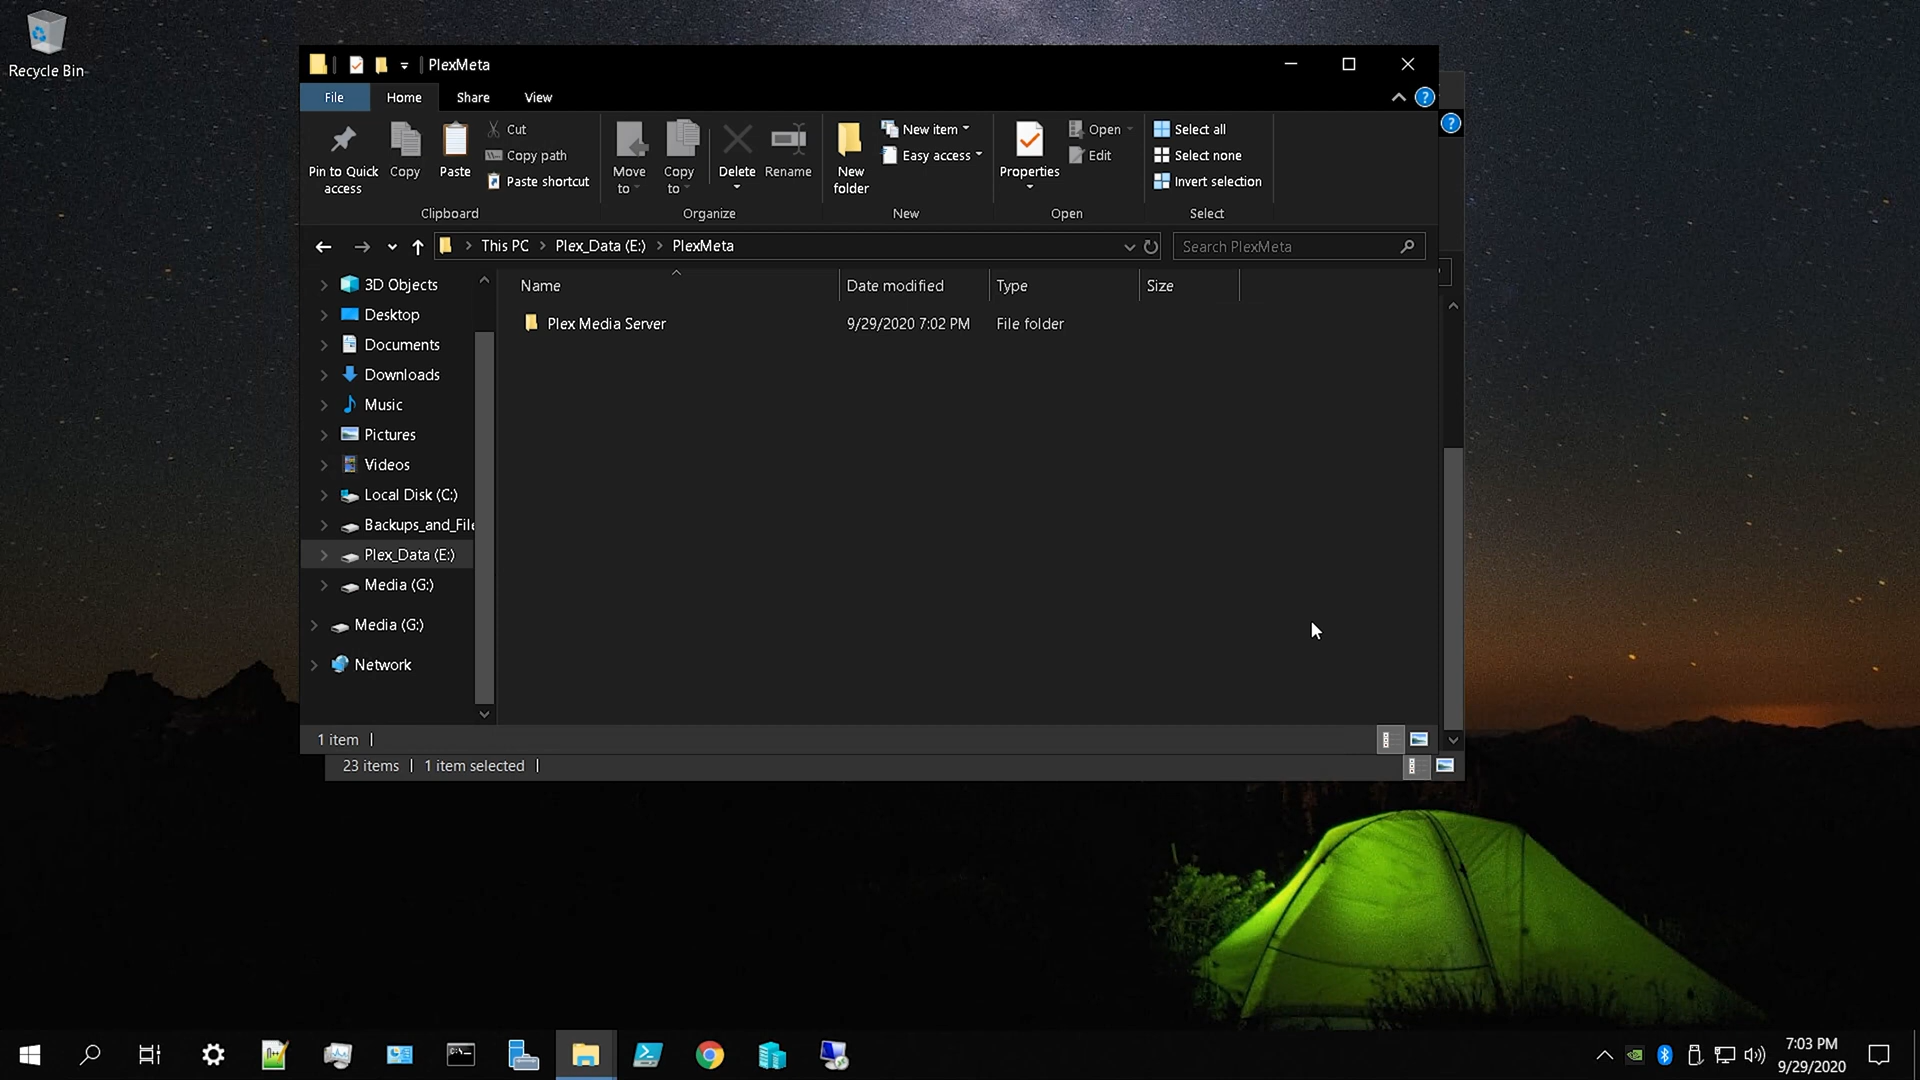 Recycle Bin
PlexMeta
File
Home
Share
View
Pin to Quick
access
Copy
Paste
Cut
Copy path
Paste shortcut
Clipboard
Move
to
Copy
to
Delete
Rename
Organize
New
folder
New item
Easy access
New
Properties
Open
Edit
Open
Select all
Select none
Invert selection
Select
This PC
Plex_Data (E:)
PlexMeta
Search PlexMeta
Name
Date modified
Type
Size
Plex Media Server
9/29/2020 7:02 PM
File folder
3D Objects
Desktop
Documents
Downloads
Music
Pictures
Videos
Local Disk (C:)
Backups_and_File
Plex_Data (E:)
Media (G:)
Media (G:)
Network
1 item
23 items
1 item selected
7:03 PM
9/29/2020